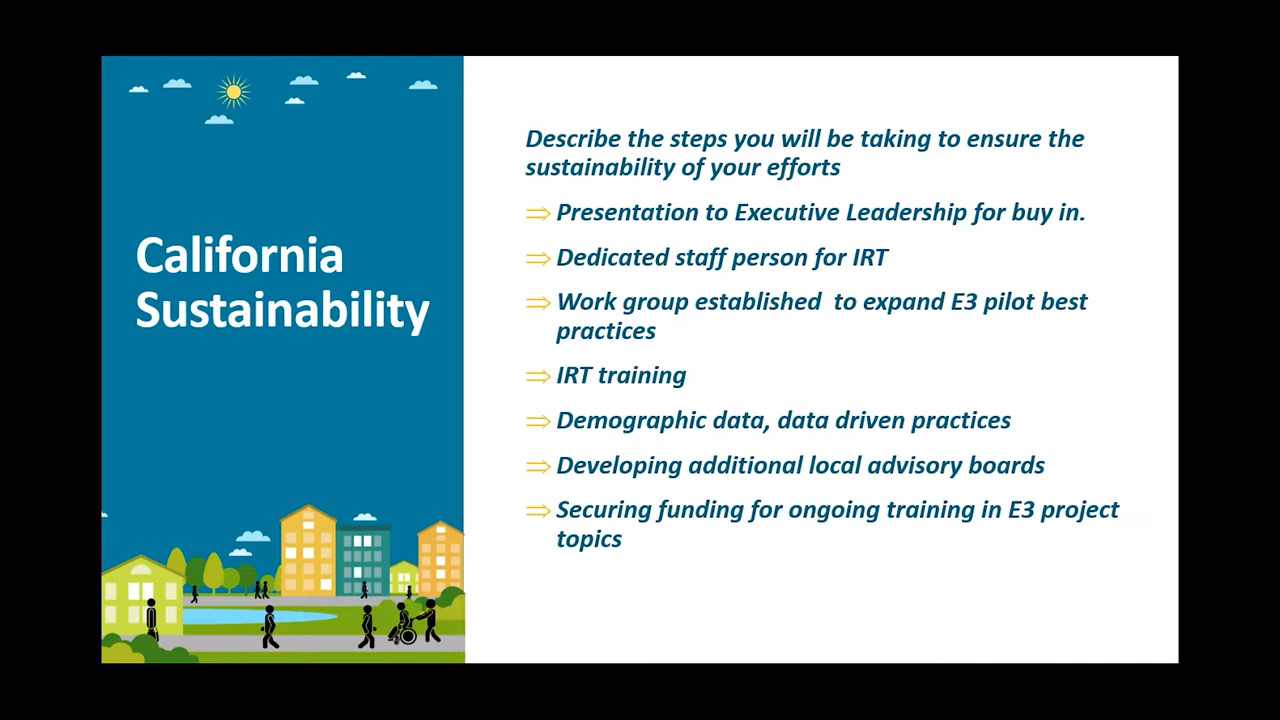 California
Sustainability
Describe the steps you will be taking to ensure the
sustainability of your efforts
⇒ Presentation to Executive Leadership for buy in.
⇒ Dedicated staff person for IRT
⇒ Work group established  to expand E3 pilot best
practices
⇒ IRT training
⇒ Demographic data, data driven practices
⇒ Developing additional local advisory boards
⇒ Securing funding for ongoing training in E3 project
topics